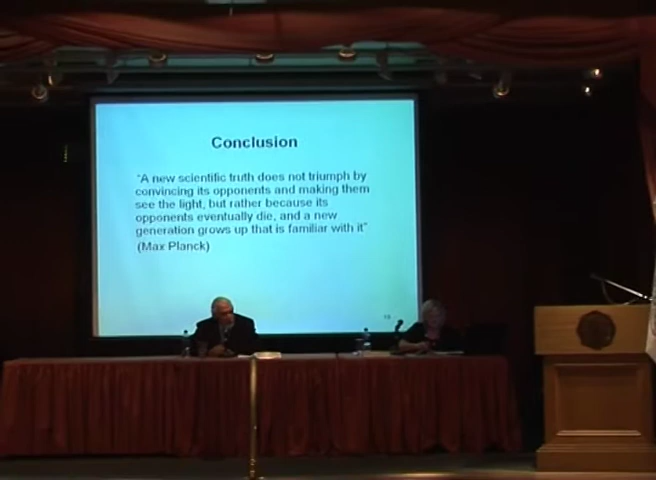 Conclusion
"A new scientific truth does not triumph by
convincing its opponents and making them
see the light, but rather because its
opponents eventually die, and a new
generation grows up that is familiar with it"
(Max Planck)